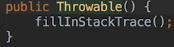 public Throwable() {
fillInStackTrace();
}